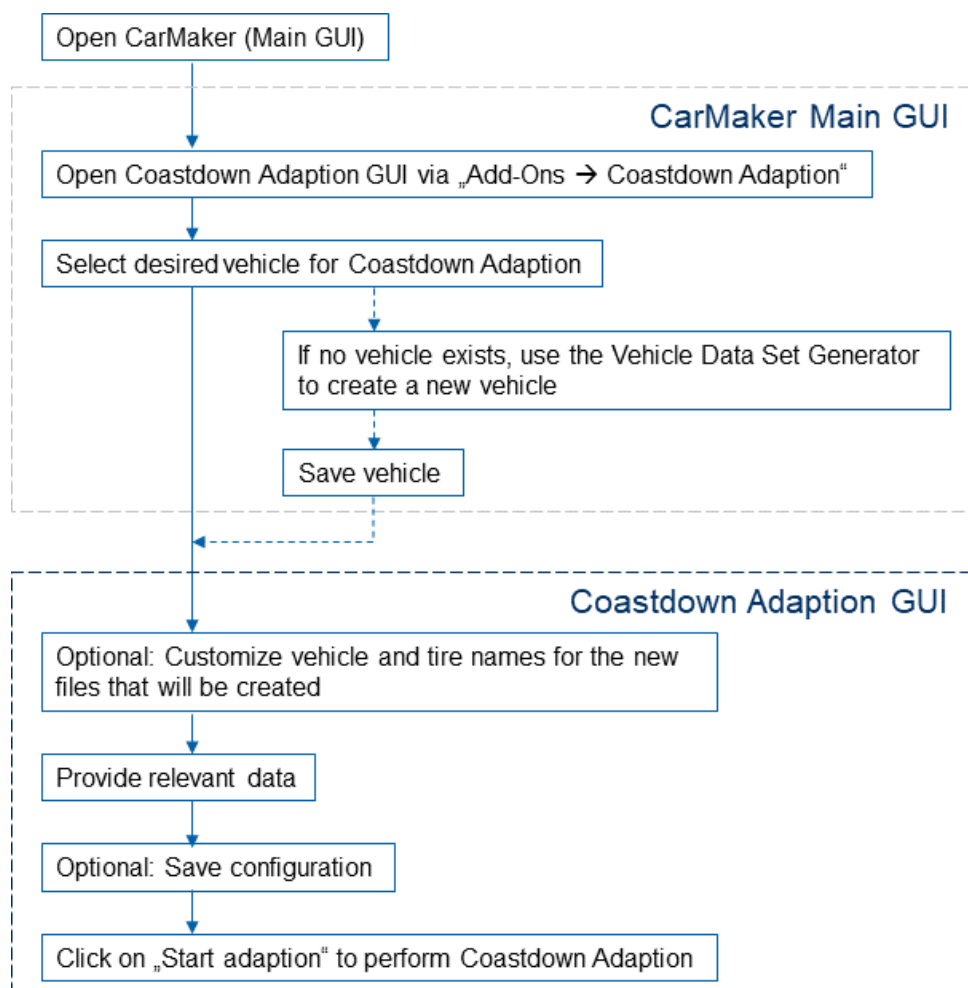 Open CarMaker (Main GUI)
CarMaker Main GUI
Open Coastdown Adaption GUI via „Add-Ons → Coastdown Adaption“
Select desired vehicle for Coastdown Adaption
If no vehicle exists, use the Vehicle Data Set Generator
to create a new vehicle
Save vehicle
Coastdown Adaption GUI
Optional: Customize vehicle and tire names for the new
files that will be created
Provide relevant data
Optional: Save configuration
Click on „Start adaption“ to perform Coastdown Adaption